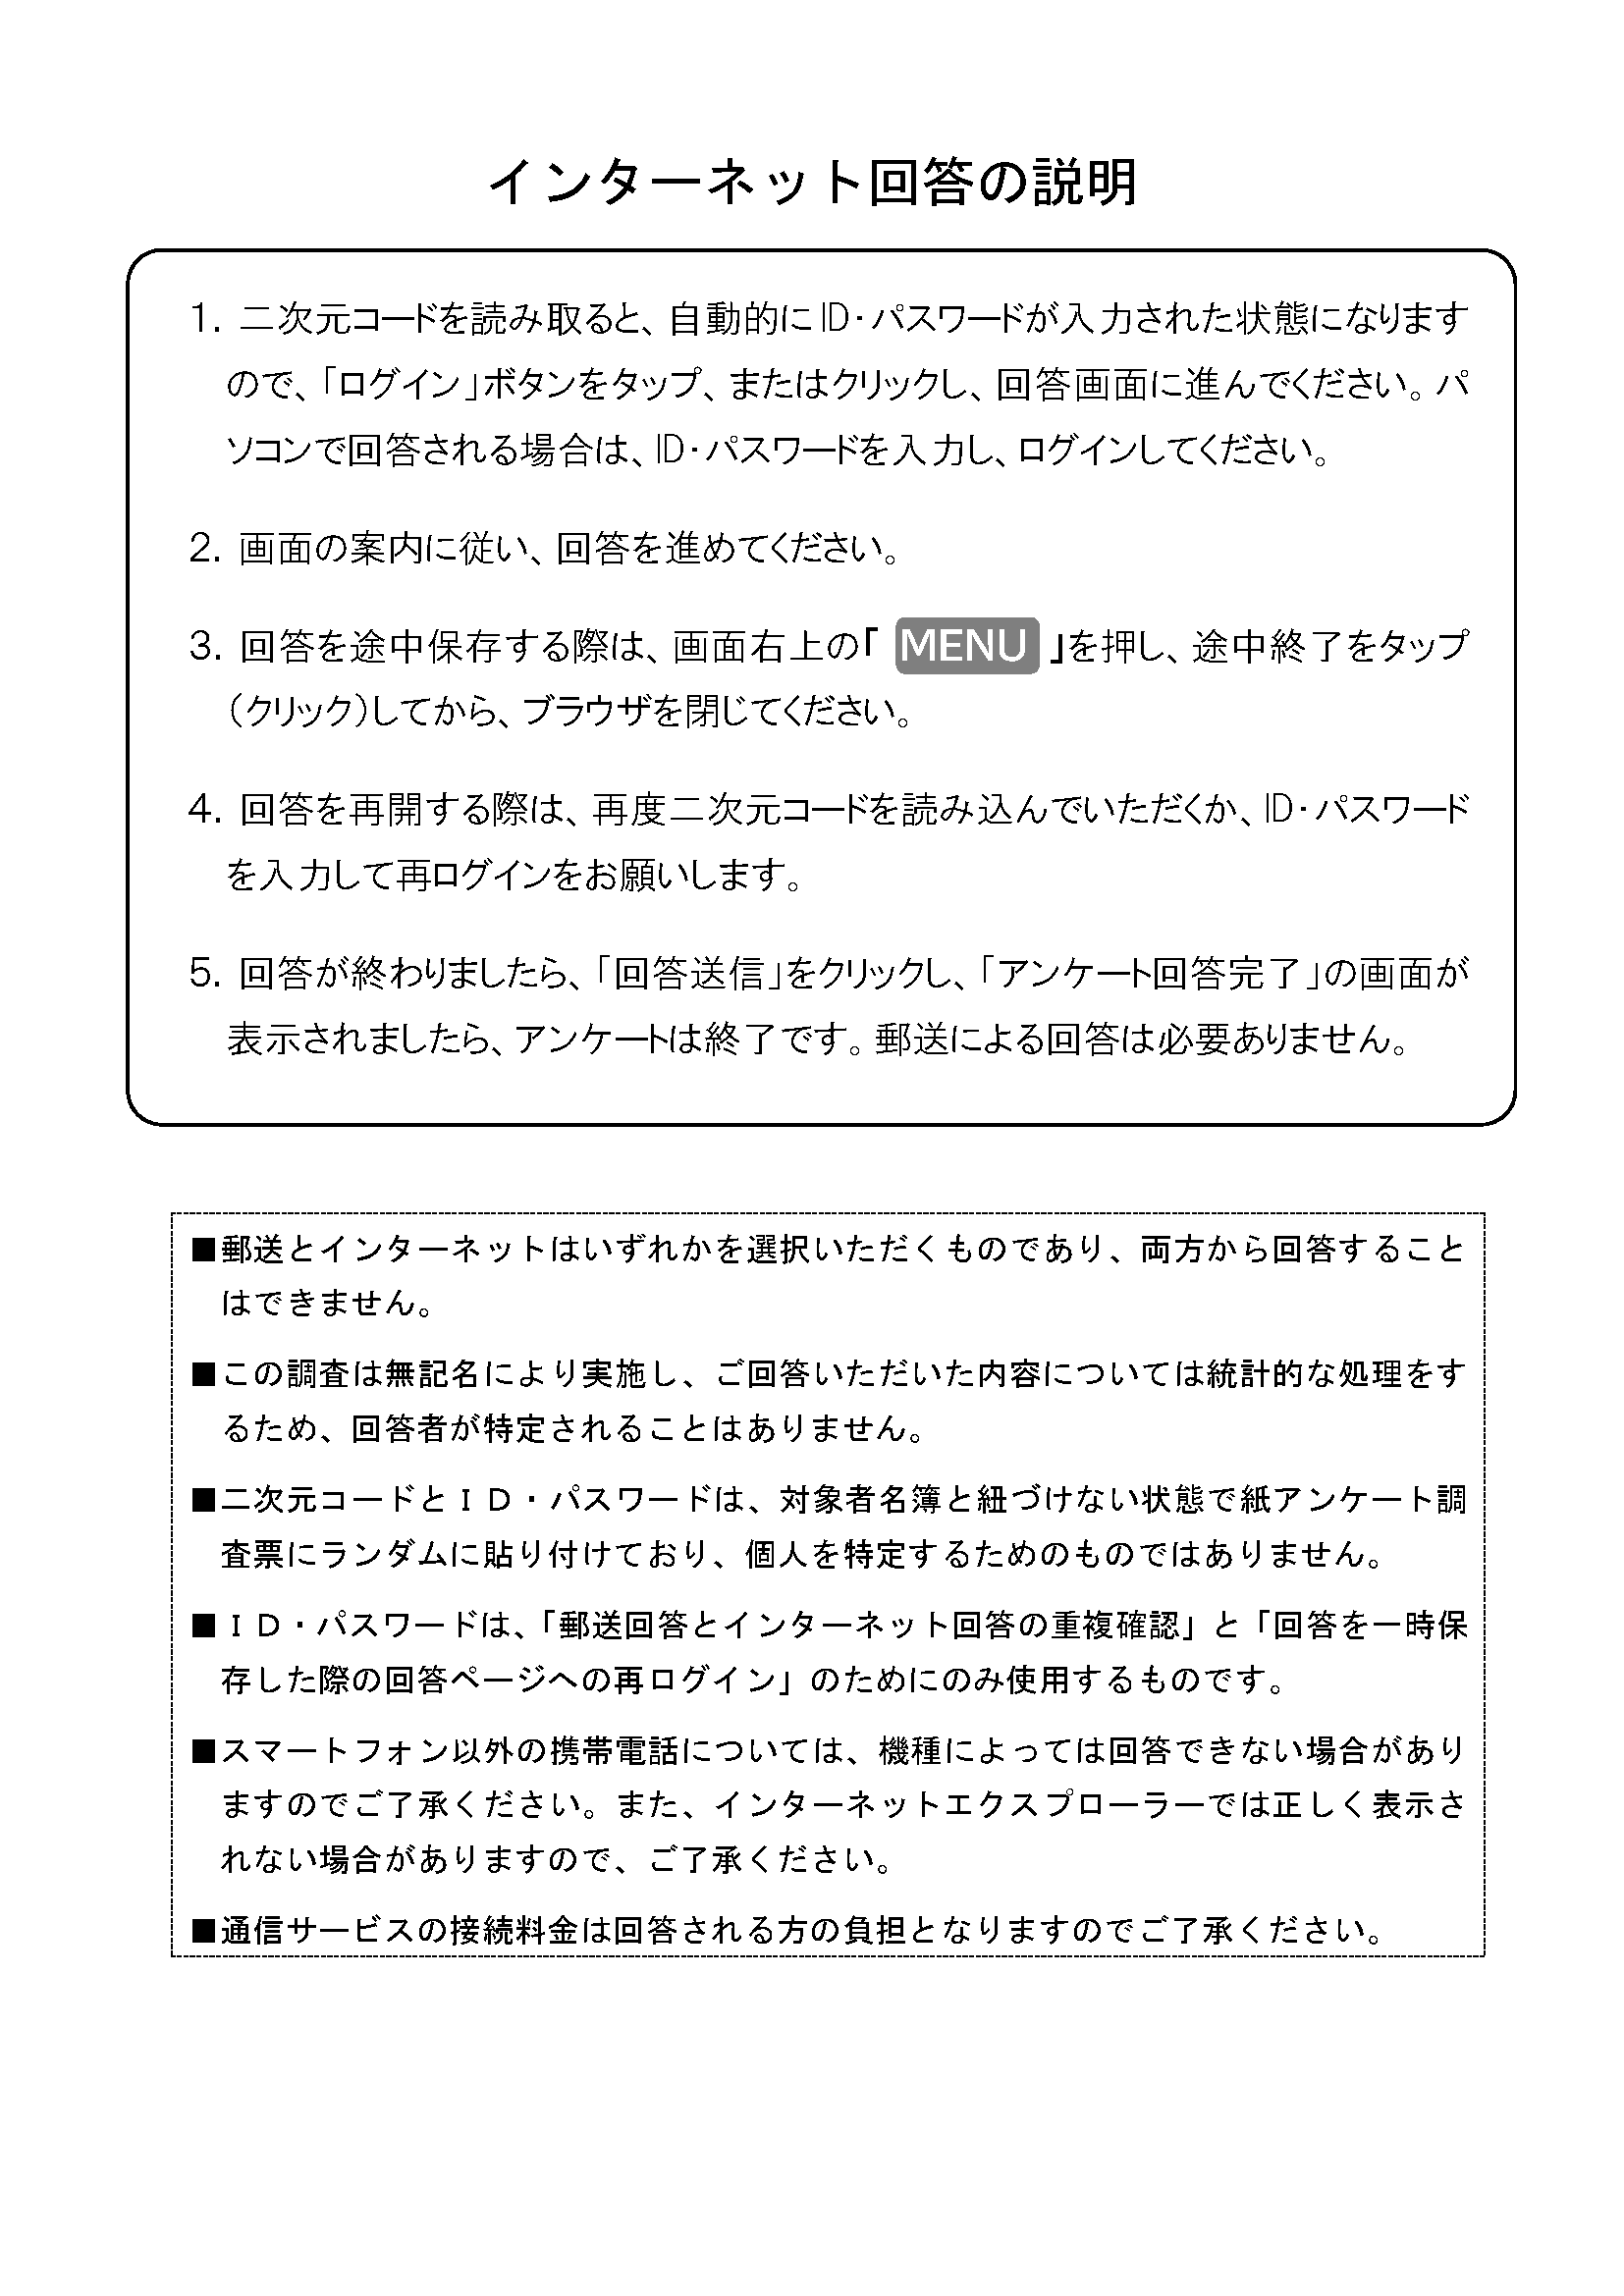 インターネット回答の説明
1. 二次元コードを読み取ると、自動的にID・パスワードが入力された状態になります
ので、「ログイン」ボタンをタップ、またはクリックし、回答画面に進んでください。パ
ソコンで回答される場合は、ID・パスワードを入力し、ログインしてください。
2. 画面の案内に従い、回答を進めてください。
3. 回答を途中保存する際は、画面右上の「 MENU 」を押し、途中終了をタップ
（クリック）してから、ブラウザを閉じてください。
4. 回答を再開する際は、再度二次元コードを読み込んでいただくか、ID・パスワード
を入力して再ログインをお願いします。
5. 回答が終わりましたら、「回答送信」をクリックし、「アンケート回答完了」の画面が
表示されましたら、アンケートは終了です。郵送による回答は必要ありません。
■郵送とインターネットはいずれかを選択いただくものであり、両方から回答すること
はできません。
■この調査は無記名により実施し、ご回答いただいた内容については統計的な処理をす
るため、回答者が特定されることはありません。
■二次元コードとＩＤ・パスワードは、対象者名簿と紐づけない状態で紙アンケート調
査票にランダムに貼り付けており、個人を特定するためのものではありません。
■ＩＤ・パスワードは、「郵送回答とインターネット回答の重複確認」と「回答を一時保
存した際の回答ページへの再ログイン」のためにのみ使用するものです。
■スマートフォン以外の携帯電話については、機種によっては回答できない場合があり
ますのでご了承ください。また、インターネットエクスプローラーでは正しく表示さ
れない場合がありますので、ご了承ください。
■通信サービスの接続料金は回答される方の負担となりますのでご了承ください。